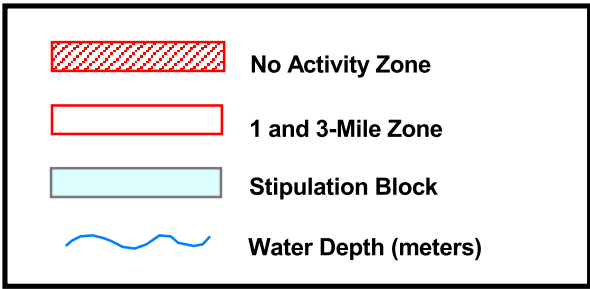 No Activity Zone
1 and 3-Mile Zone
Stipulation Block
Water Depth (meters)